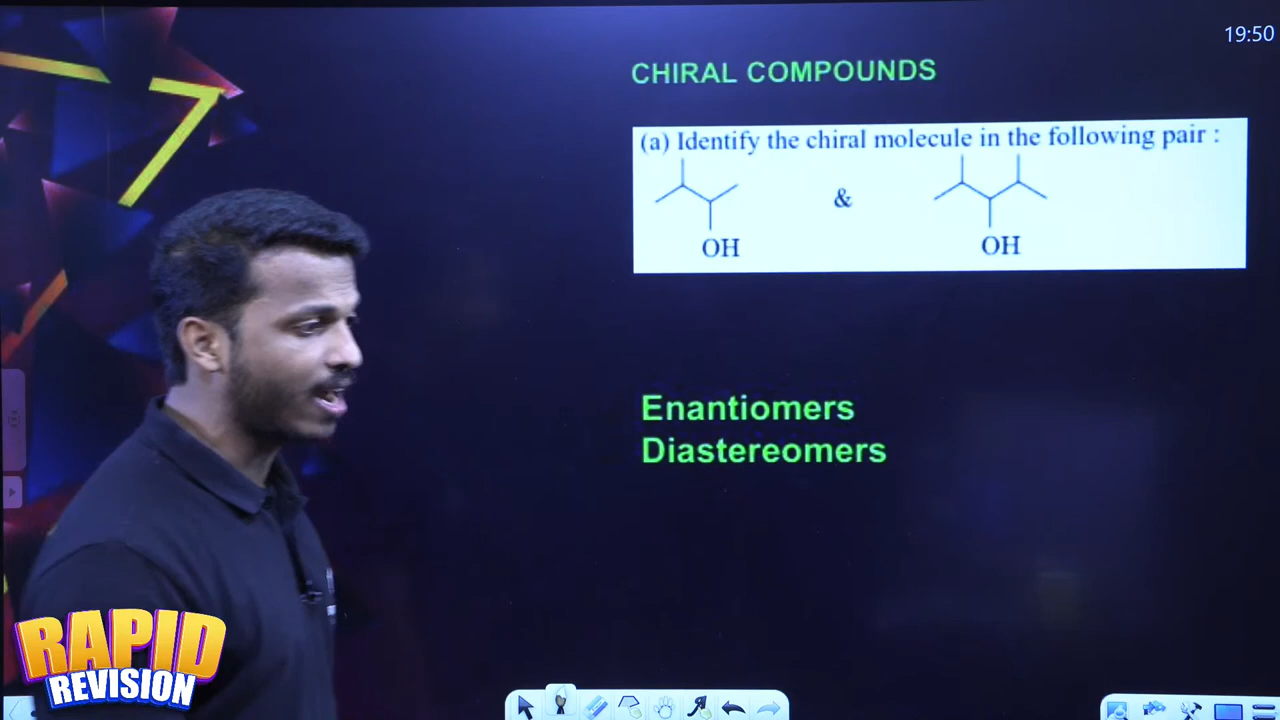 19:50
CHIRAL COMPOUNDS
(a) Identify the chiral molecule in the following pair :
&
OH
OH
Enantiomers
Diastereomers
RAPID
REVISION